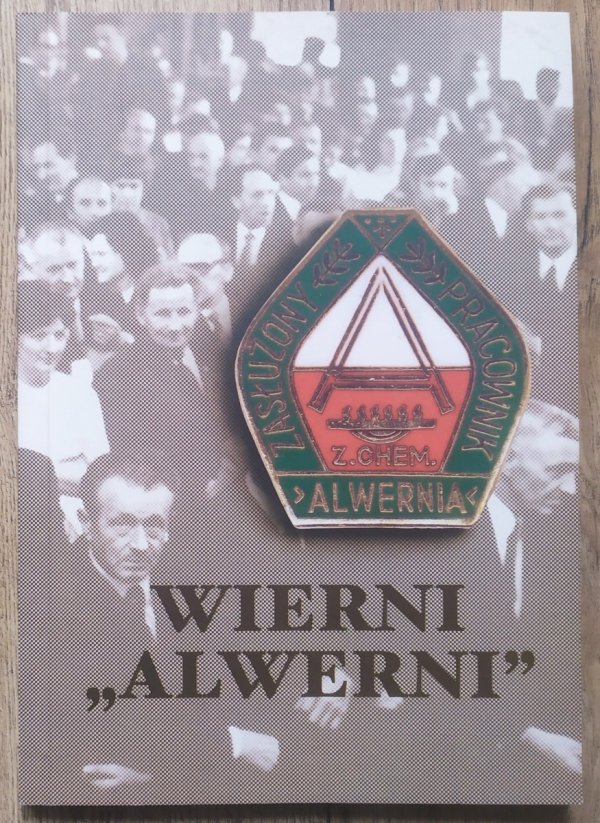 ZASŁUŻONY
PRACOWNIK
Z.CHEM.
›ALWERNIA‹
WIERNI
„ALWERNI”